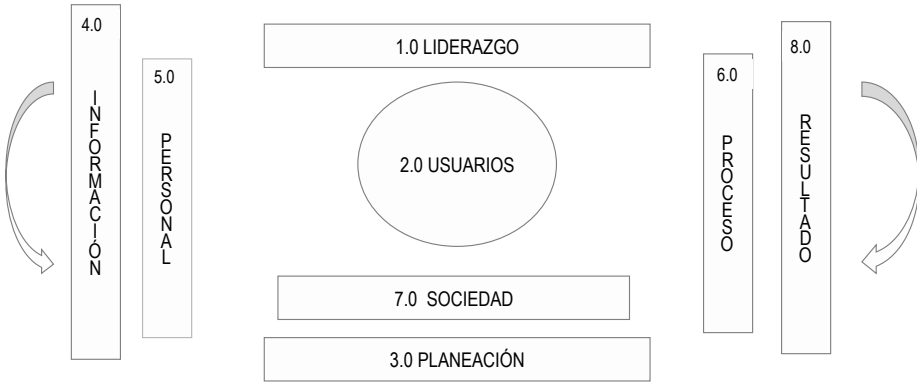 4.0
INFORMACIÓN
5.0
PERSONAL
1.0 LIDERAZGO
2.0 USUARIOS
7.0 SOCIEDAD
3.0 PLANEACIÓN
6.0
PROCESO
8.0
RESULTADO